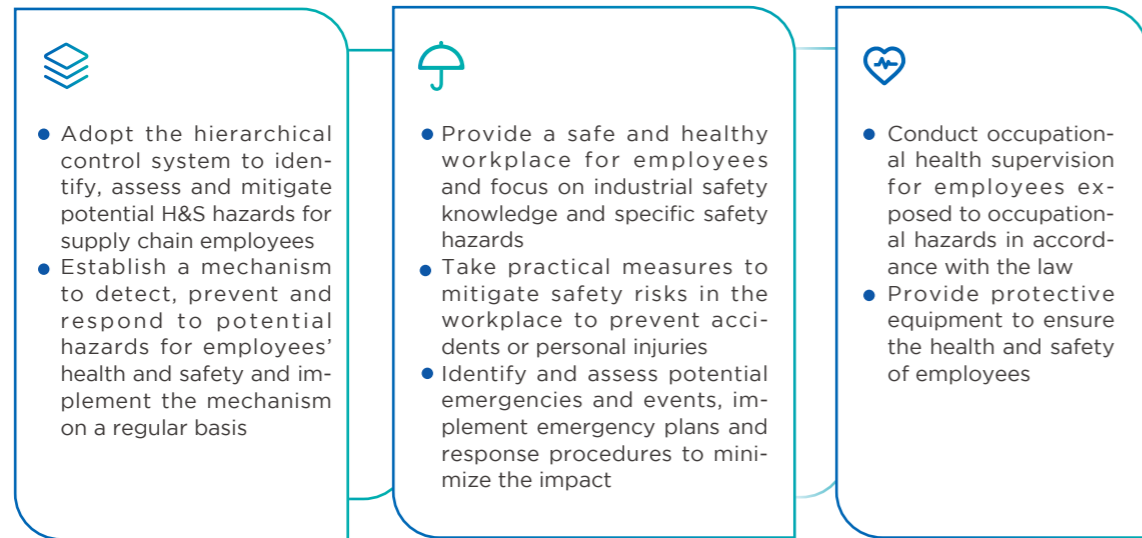 Adopt the hierarchical
control system to iden-
tify, assess and mitigate
potential H&S hazards for
supply chain employees
Establish a mechanism
to detect, prevent and
respond to potential
hazards for employees’
health and safety and im-
plement the mechanism
on a regular basis
Provide a safe and healthy
workplace for employees
and focus on industrial safety
knowledge and specific safety
hazards
Take practical measures to
mitigate safety risks in the
workplace to prevent acci-
dents or personal injuries
Identify and assess potential
emergencies and events, im-
plement emergency plans and
response procedures to mini-
mize the impact
Conduct occupation-
al health supervision
for employees ex-
posed to occupation-
al hazards in accord-
ance with the law
Provide protective
equipment to ensure
the health and safety
of employees